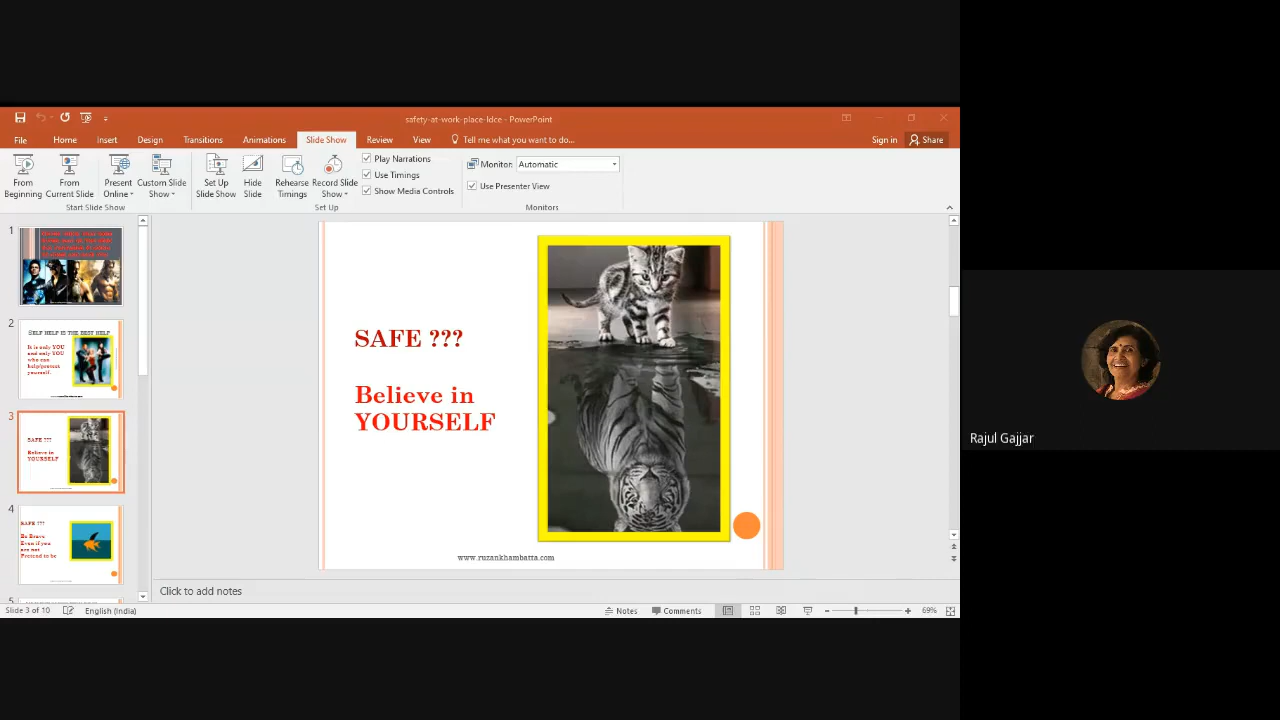 safety-at-work-place-ldce - PowerPoint
File Home Insert Design Transitions Animations Slide Show Review View Tell me what you want to do... Sign in Share
From Beginning
From Current Slide
Present Online
Custom Slide Show
Set Up Slide Show
Hide Slide
Rehearse Timings
Record Slide Show
Play Narrations
Use Timings
Show Media Controls
Monitor: Automatic
Use Presenter View
Start Slide Show Set Up Monitors
1
2
SELF HELP IS THE BEST HELP
It is only YOU
and only YOU
who can
help/protect
yourself.
3
SAFE ???
Believe in
YOURSELF
4
SAFE ???
Be Brave
Even if you
are not
Pretend to be
5
SAFE ???
Believe in
YOURSELF
www.ruzankhambatta.com
Click to add notes
Slide 3 of 10 English (India) Notes Comments 69%
Rajul Gajjar